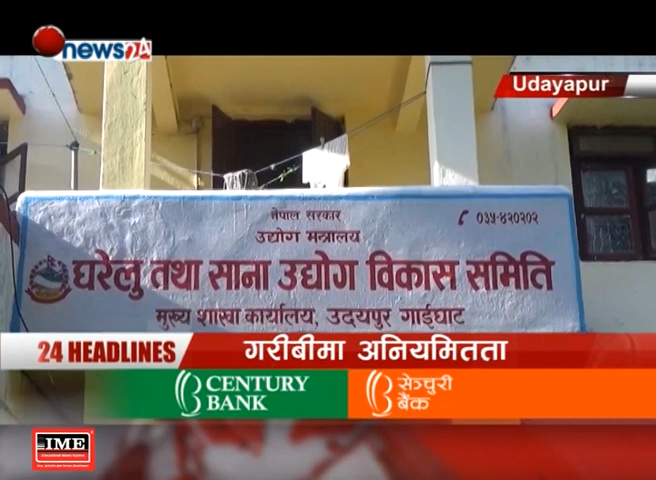 news24
Udayapur
नेपाल सरकार
०३५-४२०२०२
उद्योग मन्त्रालय
घरेलु तथा साना उद्योग विकास समिति
मुख्य शाखा कार्यालय, उदयपुर गाईघाट
24 HEADLINES
गरीबीमा अनियमितता
CENTURY
BANK
सेञ्चुरी
बैंक
IME